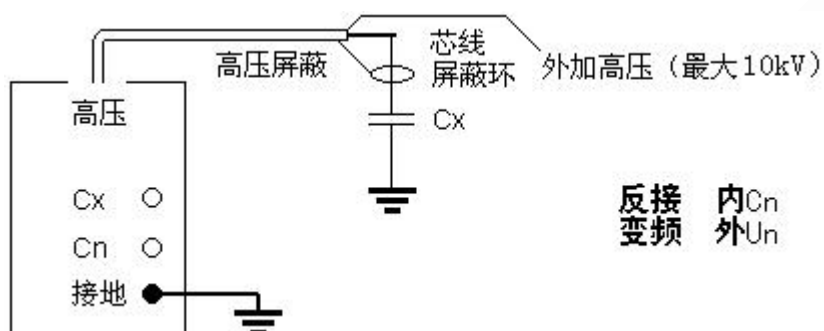 芯线
高压屏蔽
屏蔽环
外加高压（最大10kV）
高压
Cx
Cx
反接 内Cn
Cn
变频 外Un
接地